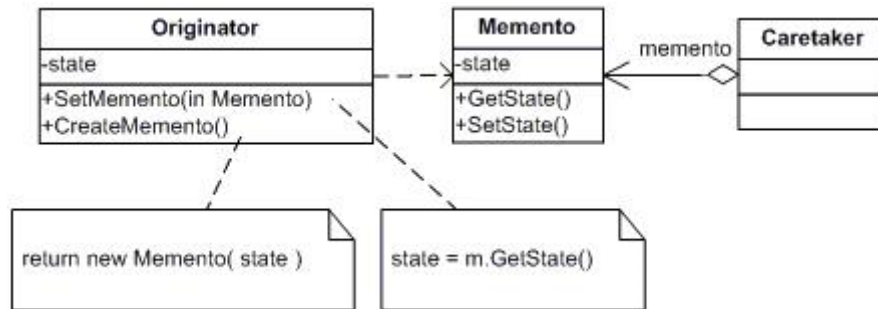 Originator
-state
+SetMemento(in Memento)
+CreateMemento()
Memento
-state
+GetState()
+SetState()
memento
Caretaker
return new Memento( state )
state = m.GetState()